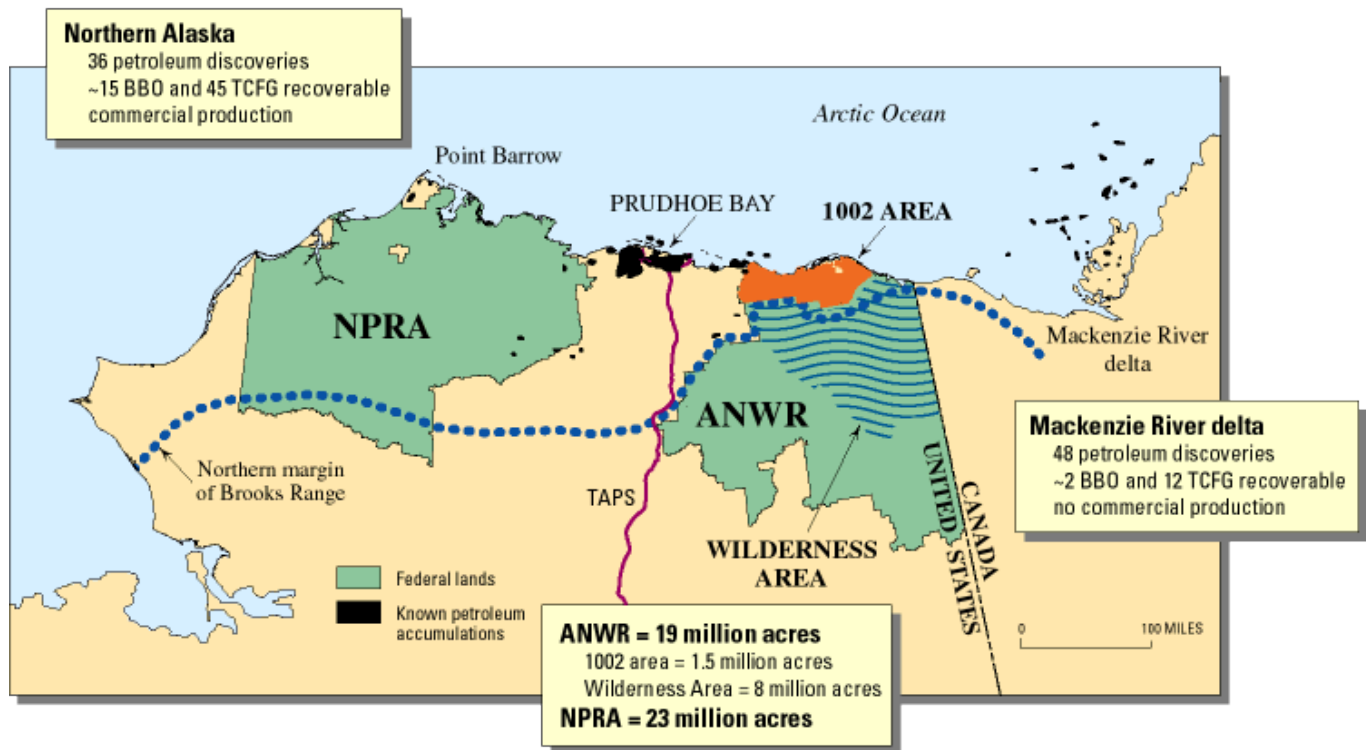 Northern Alaska
36 petroleum discoveries
~15 BBO and 45 TCFG recoverable
commercial production
Arctic Ocean
Point Barrow
PRUDHOE BAY
1002 AREA
NPRA
Mackenzie River
delta
ANWR
Mackenzie River delta
48 petroleum discoveries
~2 BBO and 12 TCFG recoverable
no commercial production
Northern margin
of Brooks Range
TAPS
WILDERNESS
AREA
UNITED STATES
CANADA
Federal lands
Known petroleum
accumulations
0 100 MILES
ANWR = 19 million acres
1002 area = 1.5 million acres
Wilderness Area = 8 million acres
NPRA = 23 million acres